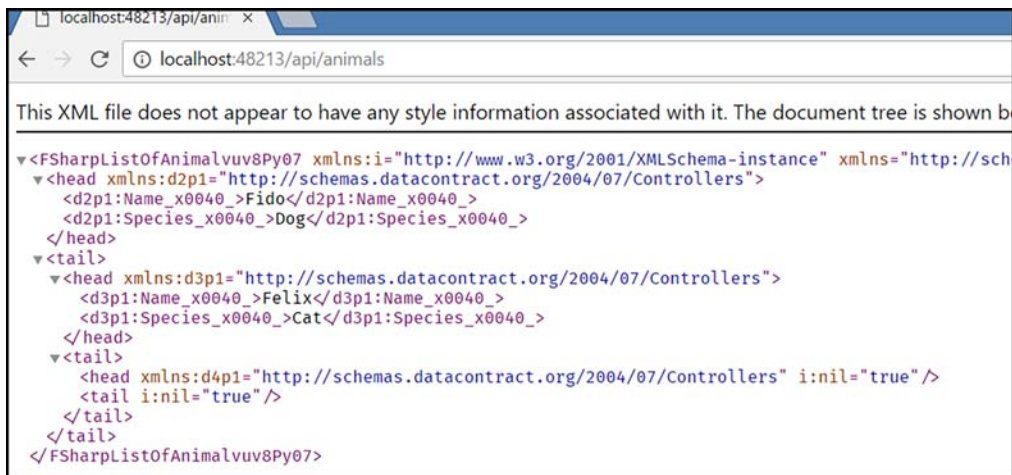 localhost:48213/api/anim
localhost:48213/api/animals
This XML file does not appear to have any style information associated with it. The document tree is shown
<FSharpListOfAnimalvuv8Py07 xmlns:i="http://www.w3.org/2001/XMLSchema-instance" xmlns="http://sch
<head xmlns:d2p1="http://schemas.datacontract.org/2004/07/Controllers">
<d2p1:Name_x0040_>Fido</d2p1:Name_x0040_>
<d2p1:Species_x0040_>Dog</d2p1:Species_x0040_>
</head>
<tail>
<head xmlns:d3p1="http://schemas.datacontract.org/2004/07/Controllers">
<d3p1:Name_x0040_>Felix</d3p1:Name_x0040_>
<d3p1:Species_x0040_>Cat</d3p1:Species_x0040_>
</head>
<tail>
<head xmlns:d4p1="http://schemas.datacontract.org/2004/07/Controllers" i:nil="true"/>
<tail i:nil="true"/>
</tail>
</tail>
</FSharpListOfAnimalvuv8Py07>